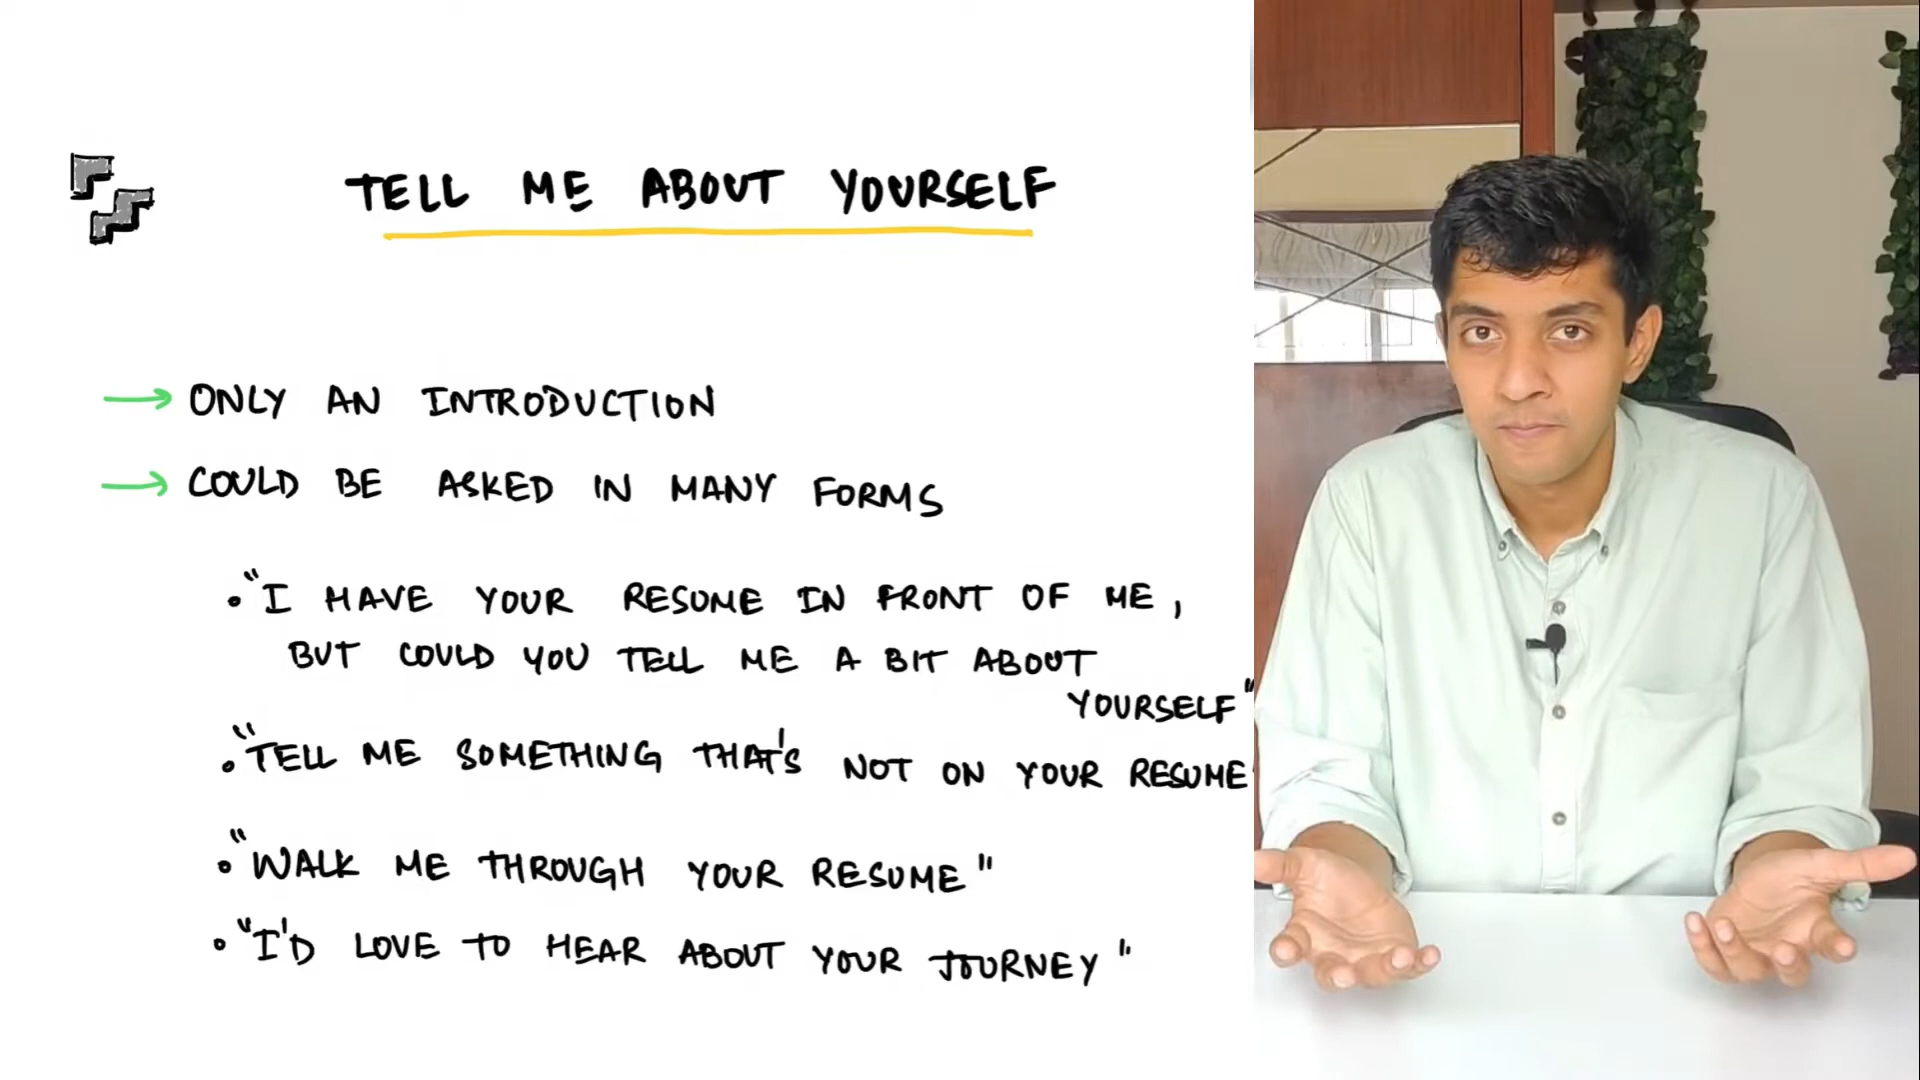 TELL ME ABOUT YOURSELF
→ ONLY AN INTRODUCTION
→ COULD BE ASKED IN MANY FORMS
• "I HAVE YOUR RESUME IN FRONT OF ME,
BUT COULD YOU TELL ME A BIT ABOUT
YOURSELF"
• "TELL ME SOMETHING THAT'S NOT ON YOUR RESUME"
• "WALK ME THROUGH YOUR RESUME"
• "I'D LOVE TO HEAR ABOUT YOUR JOURNEY"